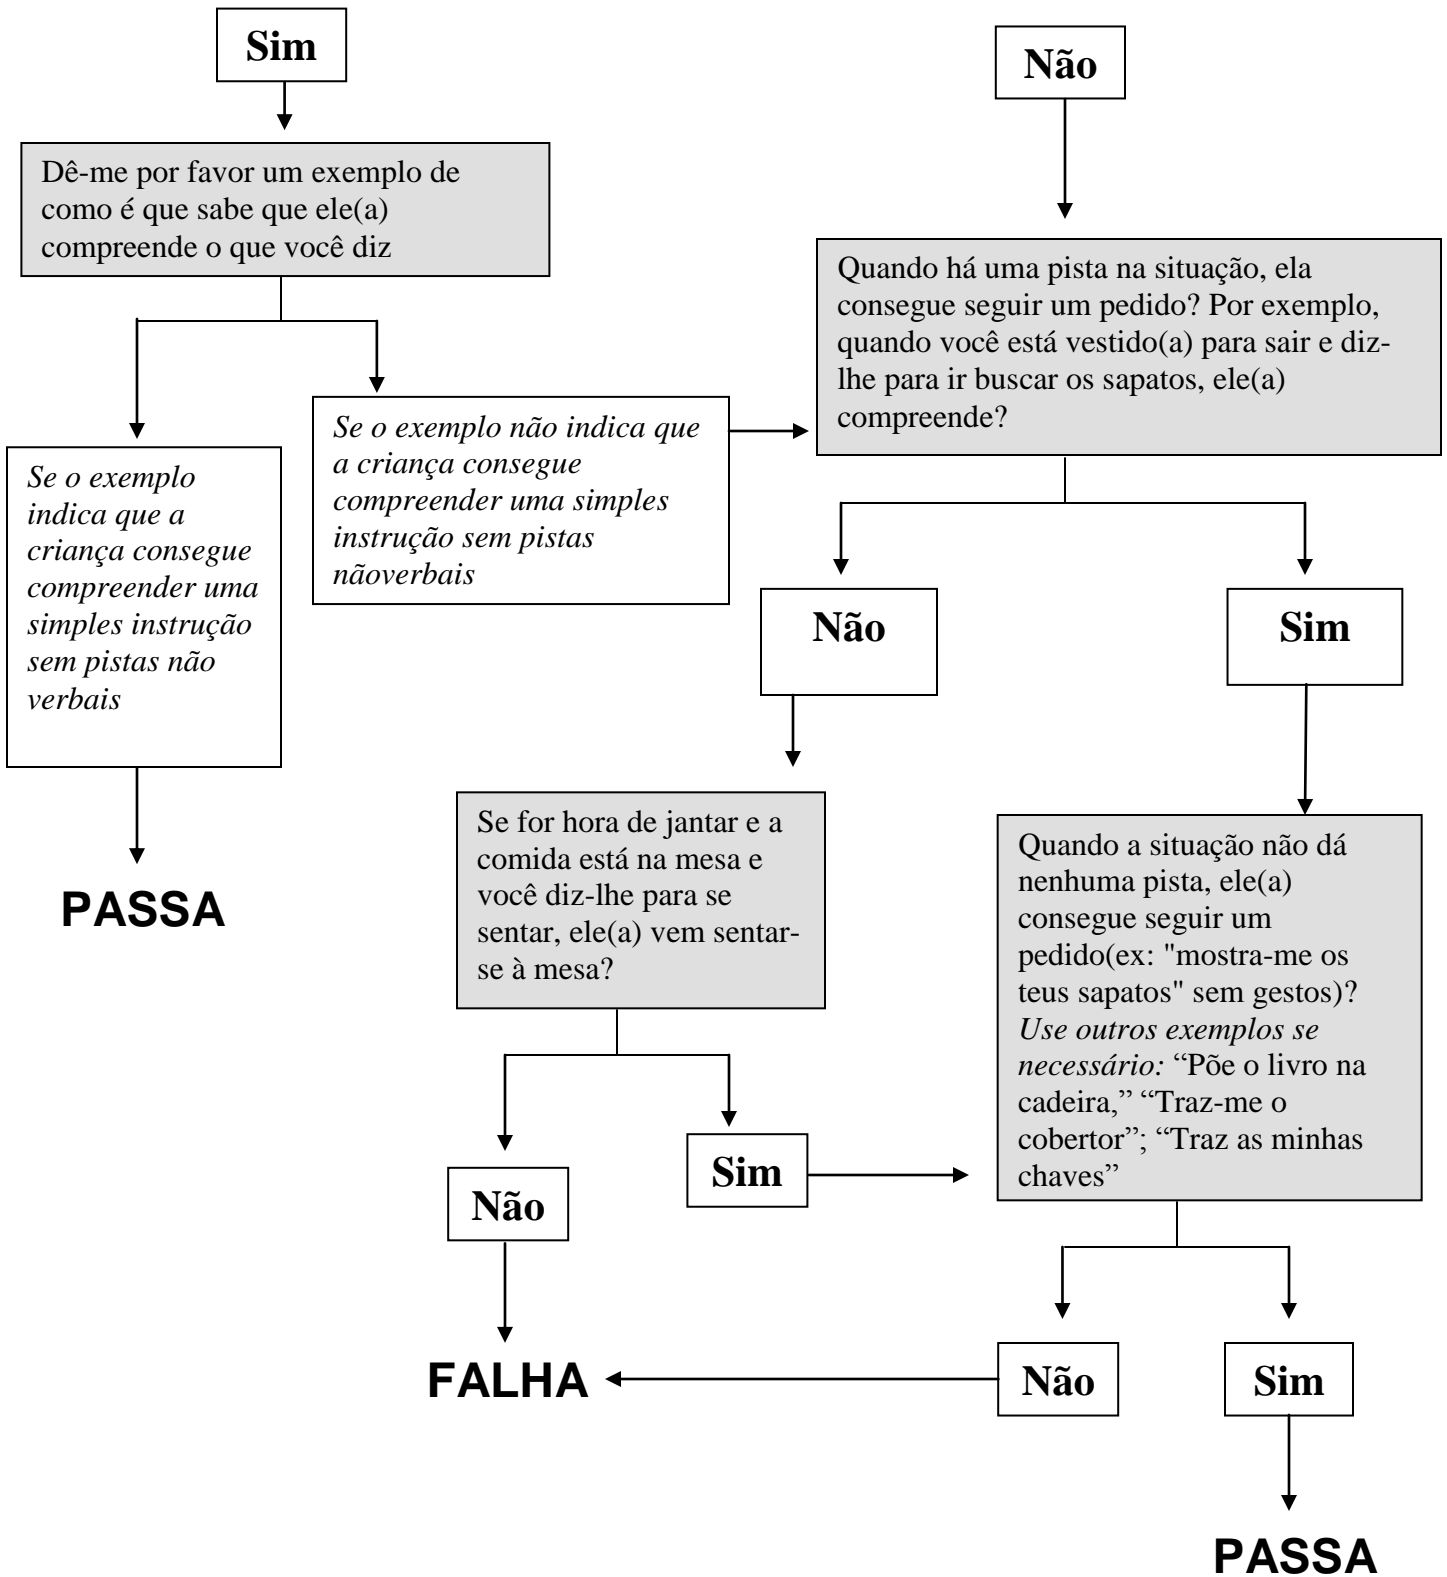 Sim
Não
Dê-me por favor um exemplo de
como é que sabe que ele(a)
compreende o que você diz
Quando há uma pista na situação, ela
consegue seguir um pedido? Por exemplo,
quando você está vestido(a) para sair e diz-
lhe para ir buscar os sapatos, ele(a)
compreende?
Se o exemplo
indica que a
criança consegue
compreender uma
simples instrução
sem pistas não
verbais
Se o exemplo não indica que
a criança consegue
compreender uma simples
instrução sem pistas
nãoverbais
Não
Sim
PASSA
Se for hora de jantar e a
comida está na mesa e
você diz-lhe para se
sentar, ele(a) vem sentar-
se à mesa?
Quando a situação não dá
nenhuma pista, ele(a)
consegue seguir um
pedido(ex: "mostra-me os
teus sapatos" sem gestos)?
Use outros exemplos se
necessário: “Põe o livro na
cadeira,” “Traz-me o
cobertor”; “Traz as minhas
chaves”
Não
Sim
FALHA
Não
Sim
PASSA